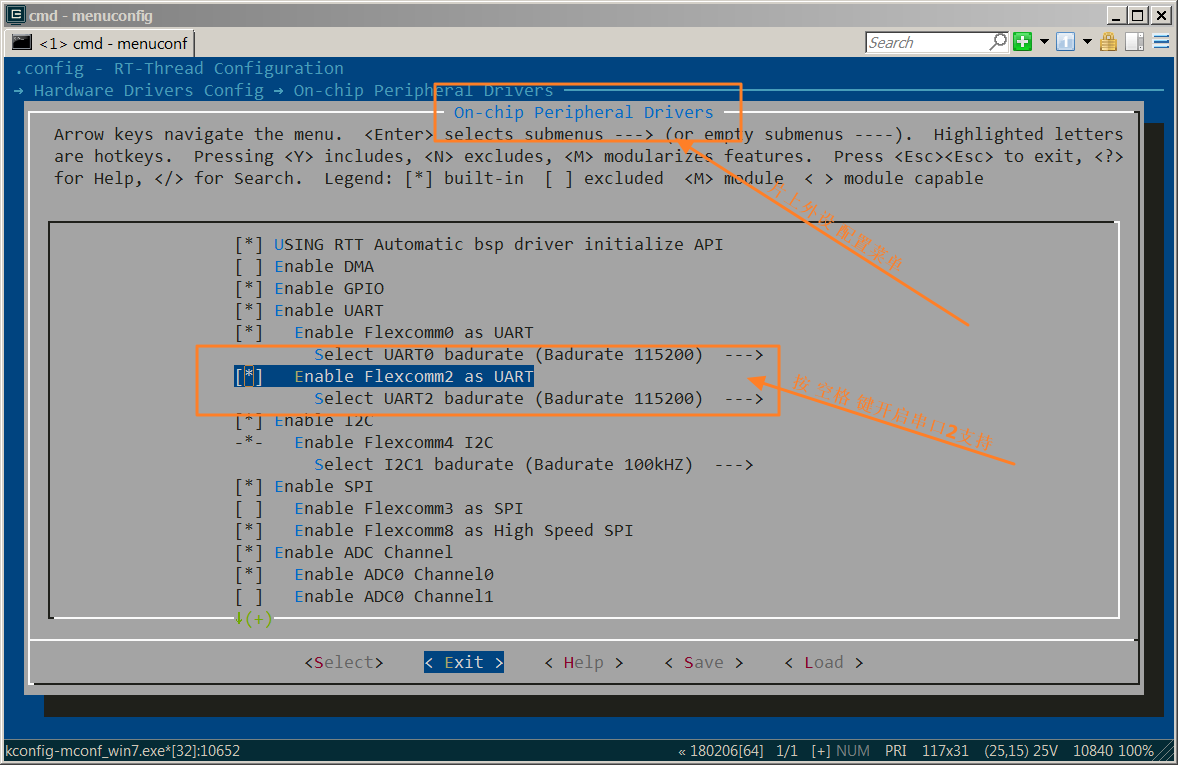 cmd - menuconfig
<1> cmd - menuconf
Search
.config - RT-Thread Configuration
→ Hardware Drivers Config → On-chip Peripheral Drivers
On-chip Peripheral Drivers
Arrow keys navigate the menu.  <Enter> selects submenus ---> (or empty submenus ----).  Highlighted letters
are hotkeys.  Pressing <Y> includes, <N> excludes, <M> modularizes features.  Press <Esc><Esc> to exit, <?>
for Help, </> for Search.  Legend: [*] built-in  [ ] excluded  <M> module  < > module capable
片上外设 配置菜单
[*] USING RTT Automatic bsp driver initialize API
[ ] Enable DMA
[*] Enable GPIO
[*] Enable UART
[*]   Enable Flexcomm0 as UART
Select UART0 badurate (Badurate 115200)  --->
[*]   Enable Flexcomm2 as UART
Select UART2 badurate (Badurate 115200)  --->
按 空格 键开启串口2支持
[*] Enable I2C
-*-   Enable Flexcomm4 I2C
Select I2C1 badurate (Badurate 100kHZ)  --->
[*] Enable SPI
[ ]   Enable Flexcomm3 as SPI
[*]   Enable Flexcomm8 as High Speed SPI
[*] Enable ADC Channel
[*]   Enable ADC0 Channel0
[ ]   Enable ADC0 Channel1
↓(+)
<Select>    < Exit >    < Help >    < Save >    < Load >
kconfig-mconf_win7.exe*[32]:10652    « 180206[64]  1/1  [+] NUM  PRI  117x31  (25,15) 25V  10840 100%